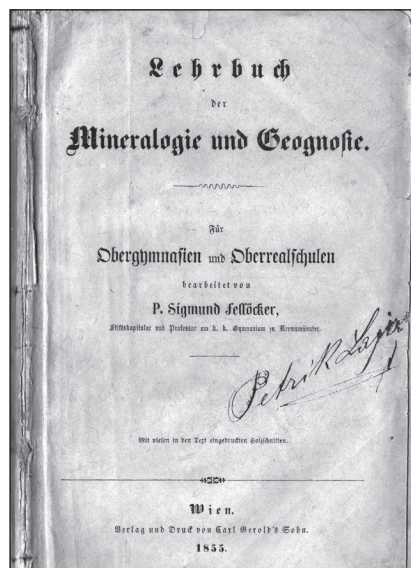 Lehrbuch
der
Mineralogie und Geognosie.
Für
Obergymnasien und Oberrealschulen
bearbeitet von
P. Sigmund Fellöcker,
Stiftskapitular und Professor am k. k. Gymnasium zu Kremsmünster.
Petrik Lajos
Mit vielen in den Text eingedruckten Holzschnitten.
Wien.
Verlag und Druck von Carl Gerold's Sohn.
1855.